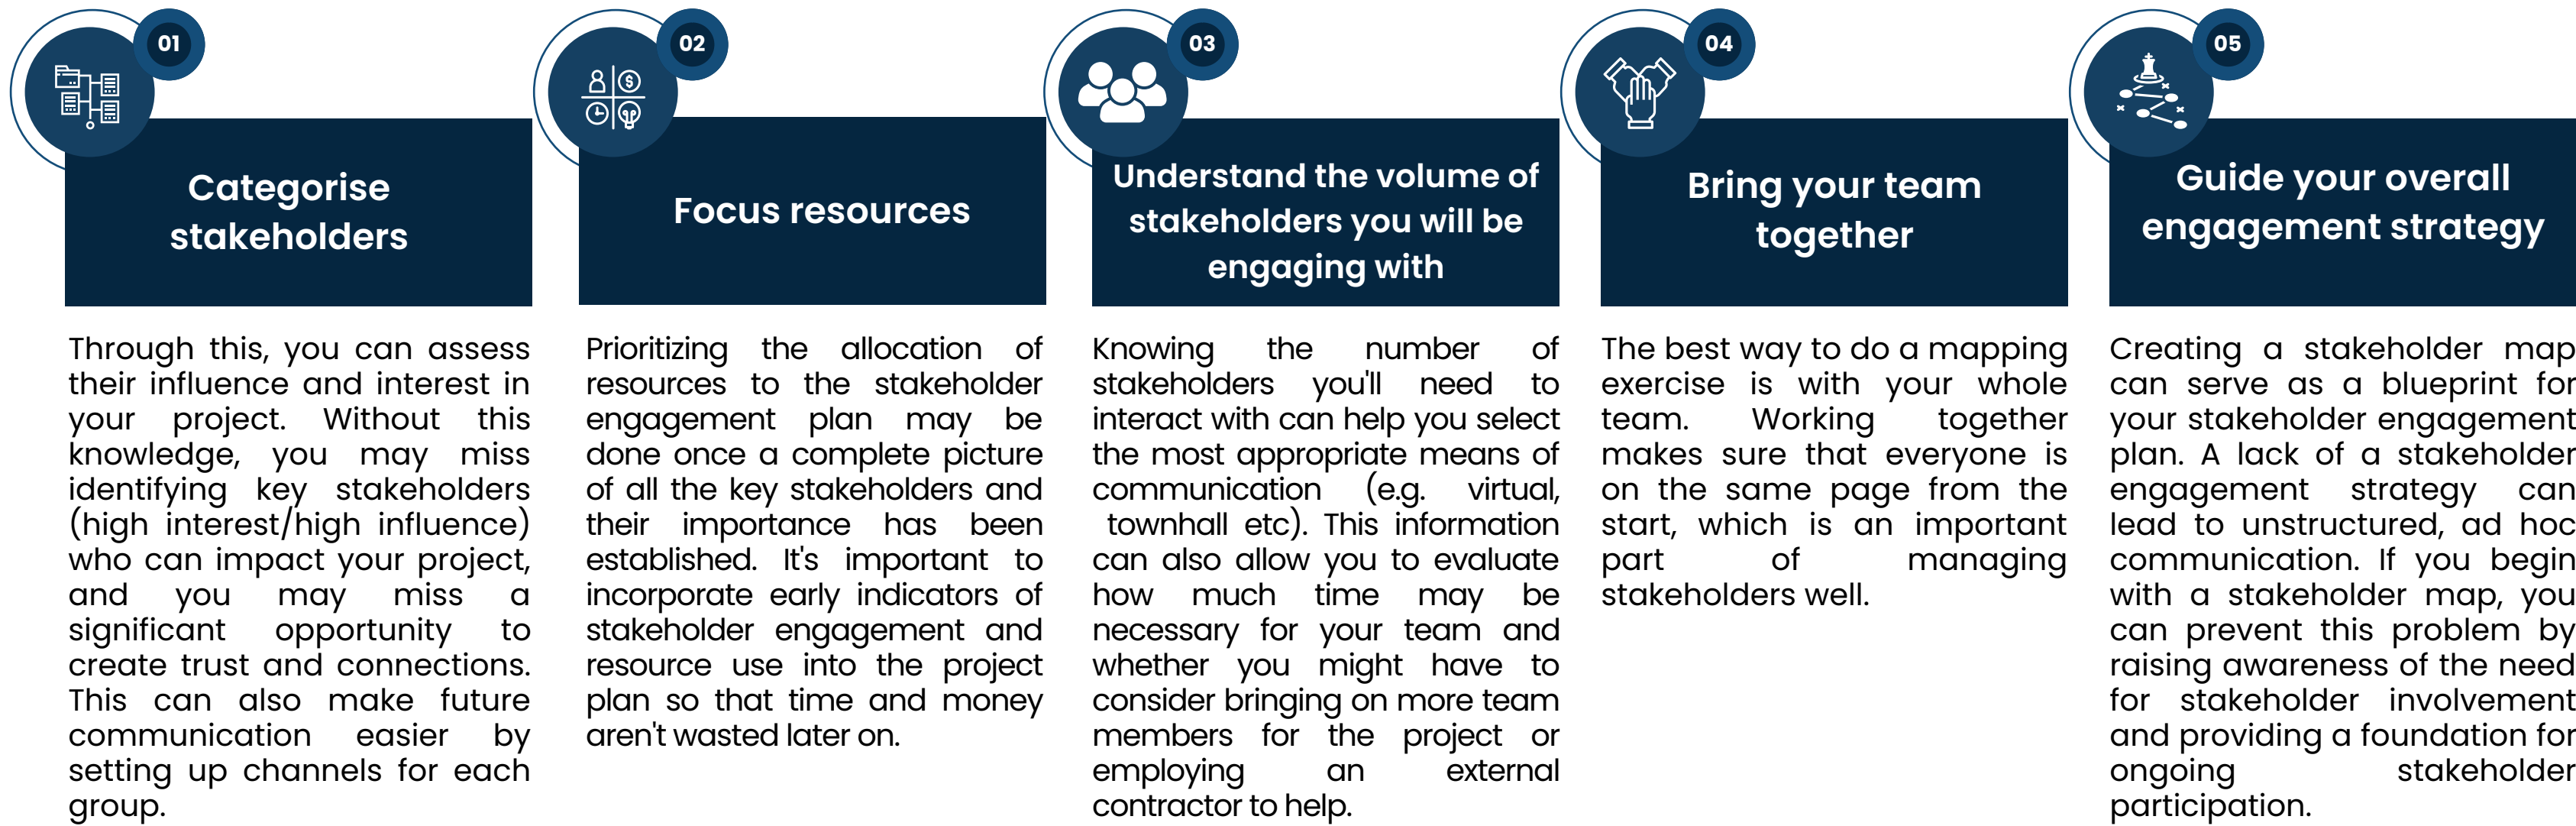 01
Categorise
stakeholders
Through this, you can assess
their influence and interest in
your project. Without this
knowledge, you may miss
identifying key stakeholders
(high interest/high influence)
who can impact your project,
and you may miss a
significant opportunity to
create trust and connections.
This can also make future
communication easier by
setting up channels for each
group.
02
Focus resources
Prioritizing the allocation of
resources to the stakeholder
engagement plan may be
done once a complete picture
of all the key stakeholders and
their importance has been
established. It's important to
incorporate early indicators of
stakeholder engagement and
resource use into the project
plan so that time and money
aren't wasted later on.
03
Understand the volume of
stakeholders you will be
engaging with
Knowing the number of
stakeholders you'll need to
interact with can help you select
the most appropriate means of
communication (e.g. virtual,
townhall etc). This information
can also allow you to evaluate
how much time may be
necessary for your team and
whether you might have to
consider bringing on more team
members for the project or
employing an external
contractor to help.
04
Bring your team
together
The best way to do a mapping
exercise is with your whole
team. Working together
makes sure that everyone is
on the same page from the
start, which is an important
part of managing
stakeholders well.
05
Guide your overall
engagement strategy
Creating a stakeholder map
can serve as a blueprint for
your stakeholder engagement
plan. A lack of a stakeholder
engagement strategy can
lead to unstructured, ad hoc
communication. If you begin
with a stakeholder map, you
can prevent this problem by
raising awareness of the need
for stakeholder involvement
and providing a foundation for
ongoing stakeholder
participation.